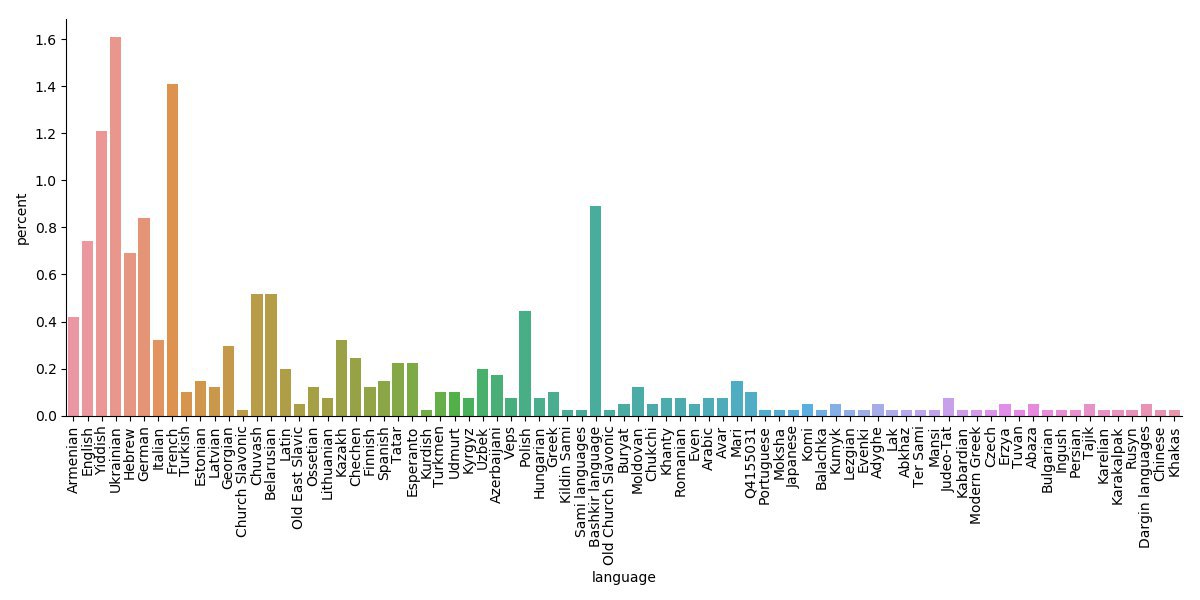 1.6
1.4
1.2
1.0
0.8
0.6
0.4
0.2
0.0
percent
Armenian
English
Yiddish
Ukrainian
Hebrew
German
Italian
French
Turkish
Estonian
Latvian
Georgian
Church Slavonic
Chuvash
Belarusian
Latin
Old East Slavic
Ossetian
Lithuanian
Kazakh
Chechen
Finnish
Spanish
Tatar
Esperanto
Kurdish
Turkmen
Udmurt
Kyrgyz
Uzbek
Azerbaijani
Veps
Polish
Hungarian
Greek
Kildin Sami
Sami languages
Bashkir language
Old Church Slavonic
Buryat
Moldovan
Chukchi
Khanty
Romanian
Even
Arabic
Avar
Mari
Q4155031
Portuguese
Moksha
Japanese
Komi
Balachka
Kumyk
Lezgian
Evenki
Adyghe
Lak
Abkhaz
Ter Sami
Mansi
Judeo-Tat
Kabardian
Modern Greek
Czech
Erzya
Tuvan
Abaza
Bulgarian
Ingush
Persian
Tajik
Karelian
Karakalpak
Rusyn
Dargin languages
Chinese
Khakas
language